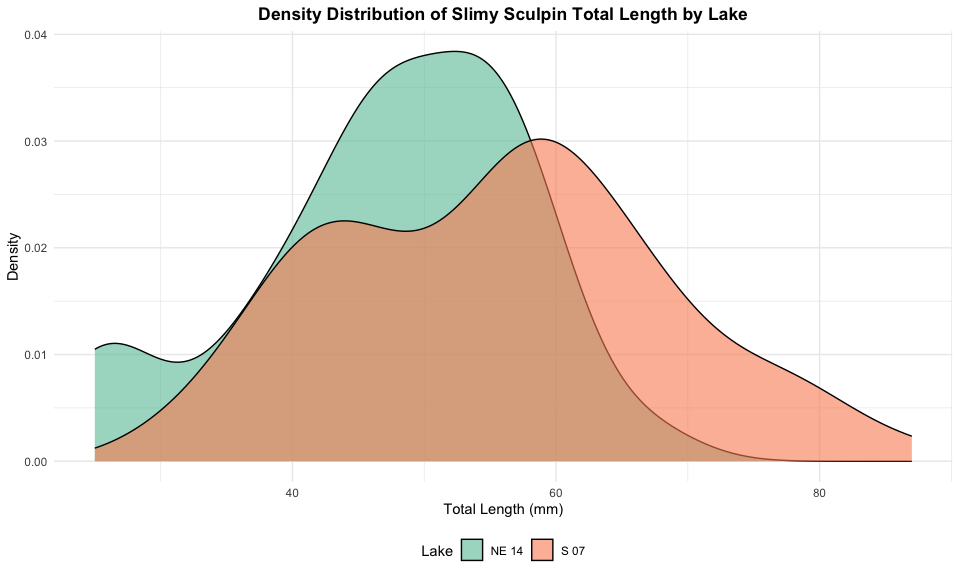 Density Distribution of Slimy Sculpin Total Length by Lake
0.04
0.03
0.02
0.01
0.00
Density
40 60 80
Total Length (mm)
Lake NE 14 S 07